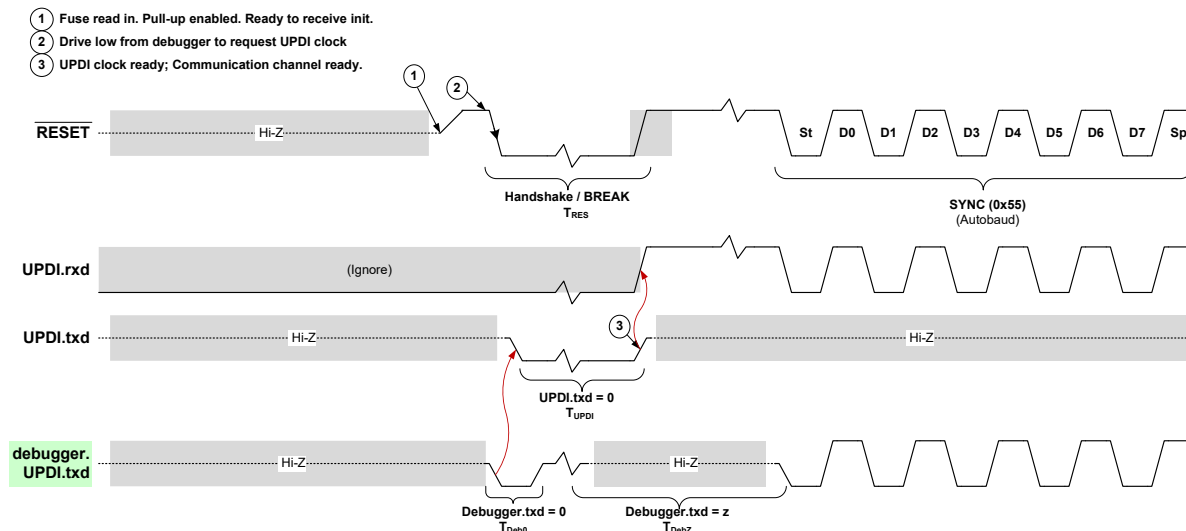 1 Fuse read in. Pull-up enabled. Ready to receive init.
2 Drive low from debugger to request UPDI clock
3 UPDI clock ready; Communication channel ready.
1
2
RESET
Hi-Z
St D0 D1 D2 D3 D4 D5 D6 D7 Sp
Handshake / BREAK
TRES
SYNC (0x55)
(Autobaud)
UPDI.rxd
(Ignore)
UPDI.txd
Hi-Z
3
Hi-Z
UPDI.txd = 0
TUPDI
debugger.
UPDI.txd
Hi-Z
Hi-Z
Debugger.txd = 0
TDeb0
Debugger.txd = z
TDebZ